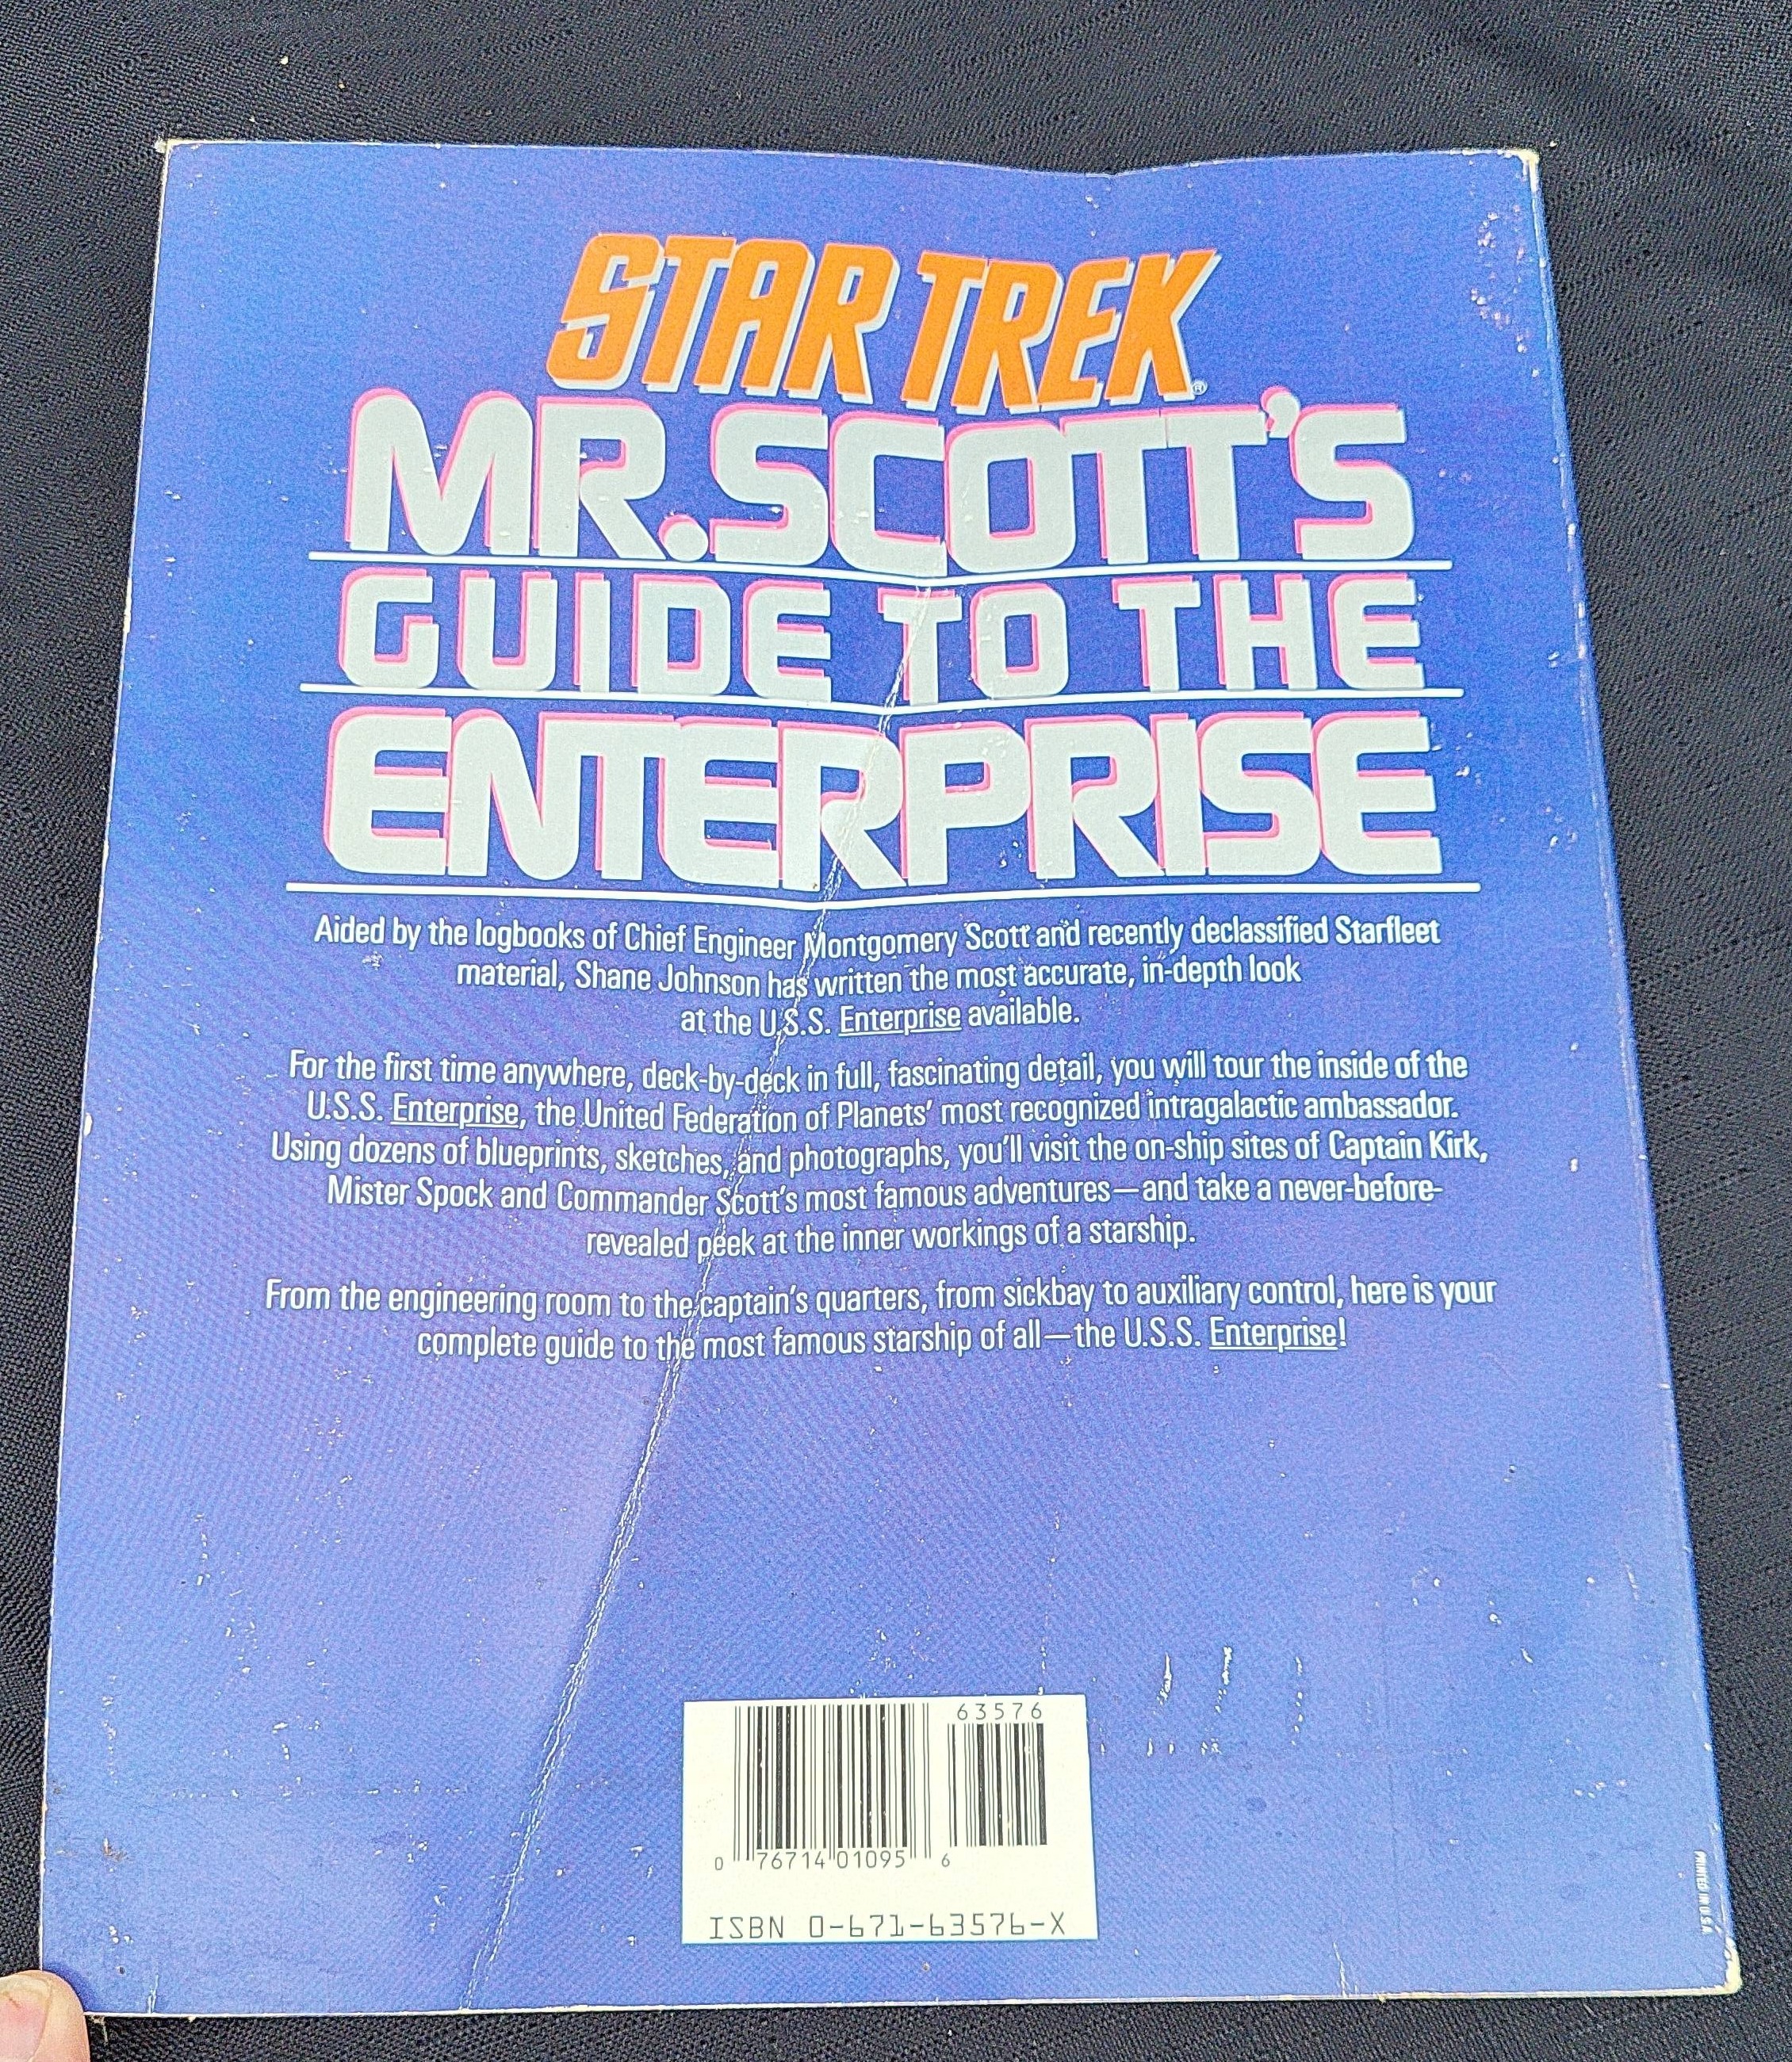 STAR TREK®
MR. SCOTT'S
GUIDE TO THE
ENTERPRISE
Aided by the logbooks of Chief Engineer Montgomery Scott and recently declassified Starfleet
material, Shane Johnson has written the most accurate, in-depth look
at the U.S.S. Enterprise available.
For the first time anywhere, deck-by-deck in full, fascinating detail, you will tour the inside of the
U.S.S. Enterprise, the United Federation of Planets' most recognized intragalactic ambassador.
Using dozens of blueprints, sketches, and photographs, you'll visit the on-ship sites of Captain Kirk,
Mister Spock and Commander Scott's most famous adventures—and take a never-before-
revealed peek at the inner workings of a starship.
From the engineering room to the captain's quarters, from sickbay to auxiliary control, here is your
complete guide to the most famous starship of all—the U.S.S. Enterprise!
63576
0 76714 01095 6
ISBN 0-671-63576-X
PRINTED IN U.S.A.